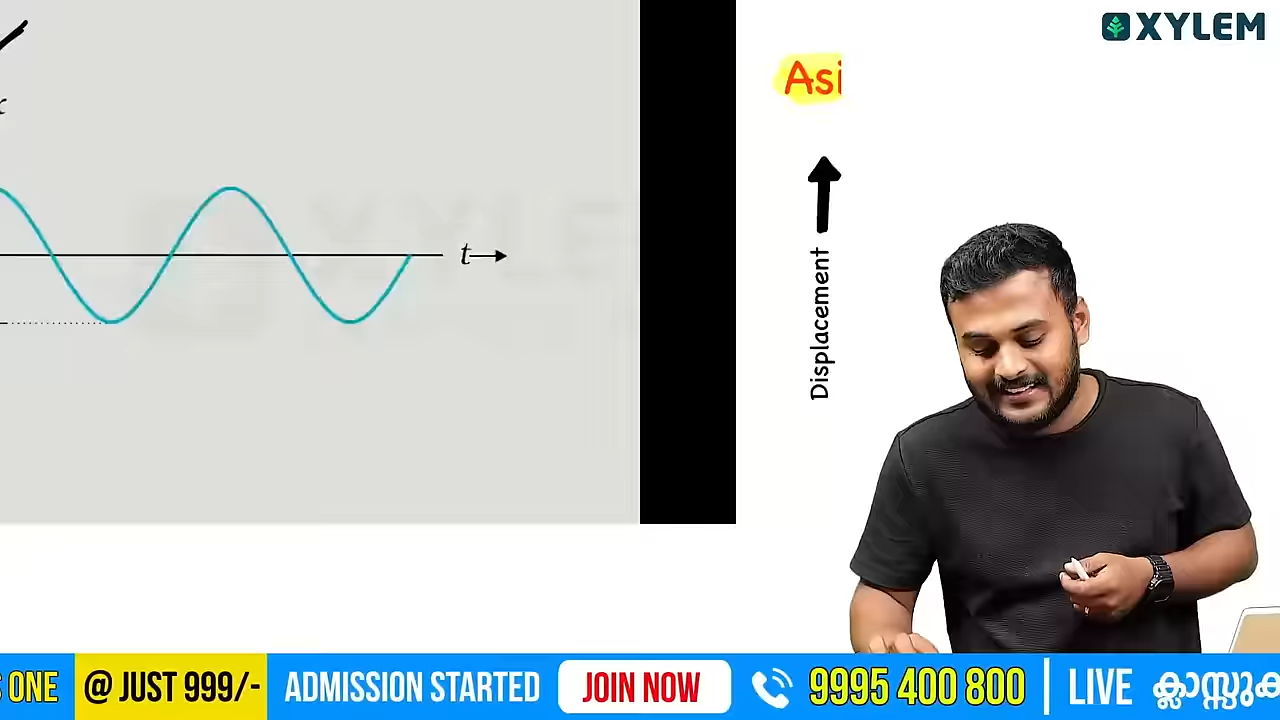 XYLEM
Asi
x
t
Displacement
ONE @ JUST 999/- ADMISSION STARTED JOIN NOW 9995 400 800 LIVE